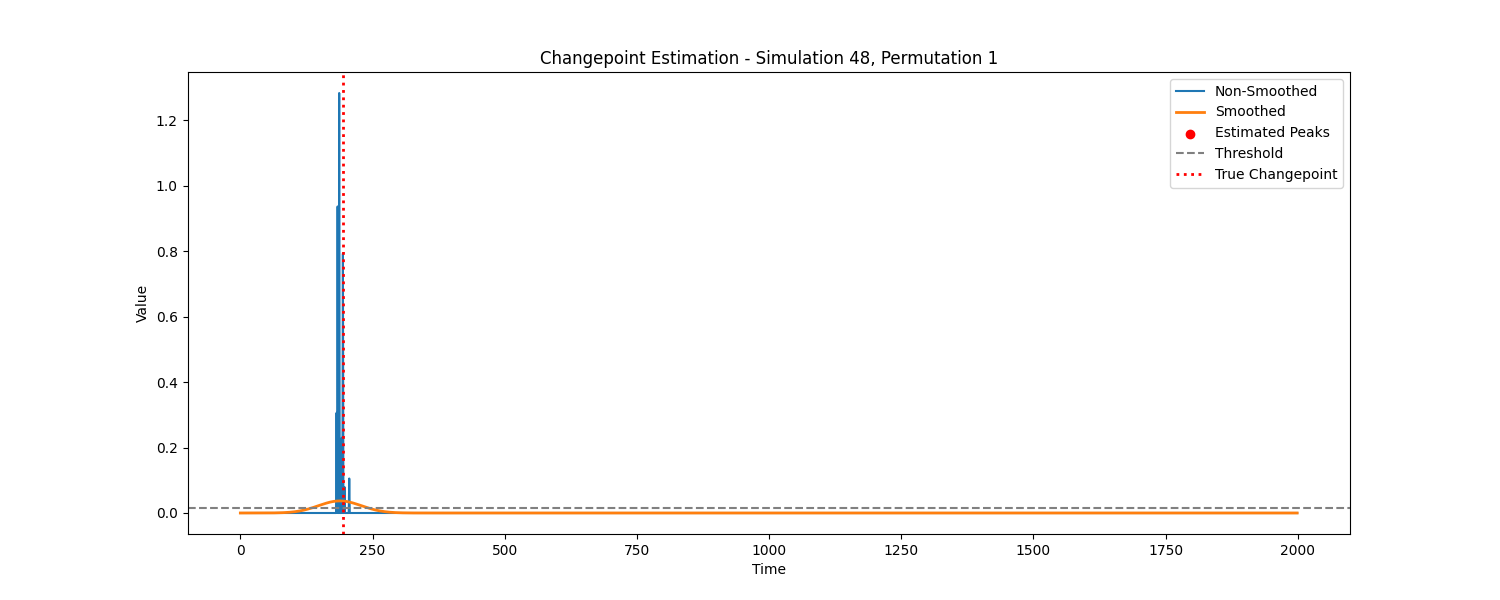 Changepoint Estimation - Simulation 48, Permutation 1
Non-Smoothed
Smoothed
Estimated Peaks
Threshold
True Changepoint
Value
1.2
1.0
0.8
0.6
0.4
0.2
0.0
0 250 500 750 1000 1250 1500 1750 2000
Time